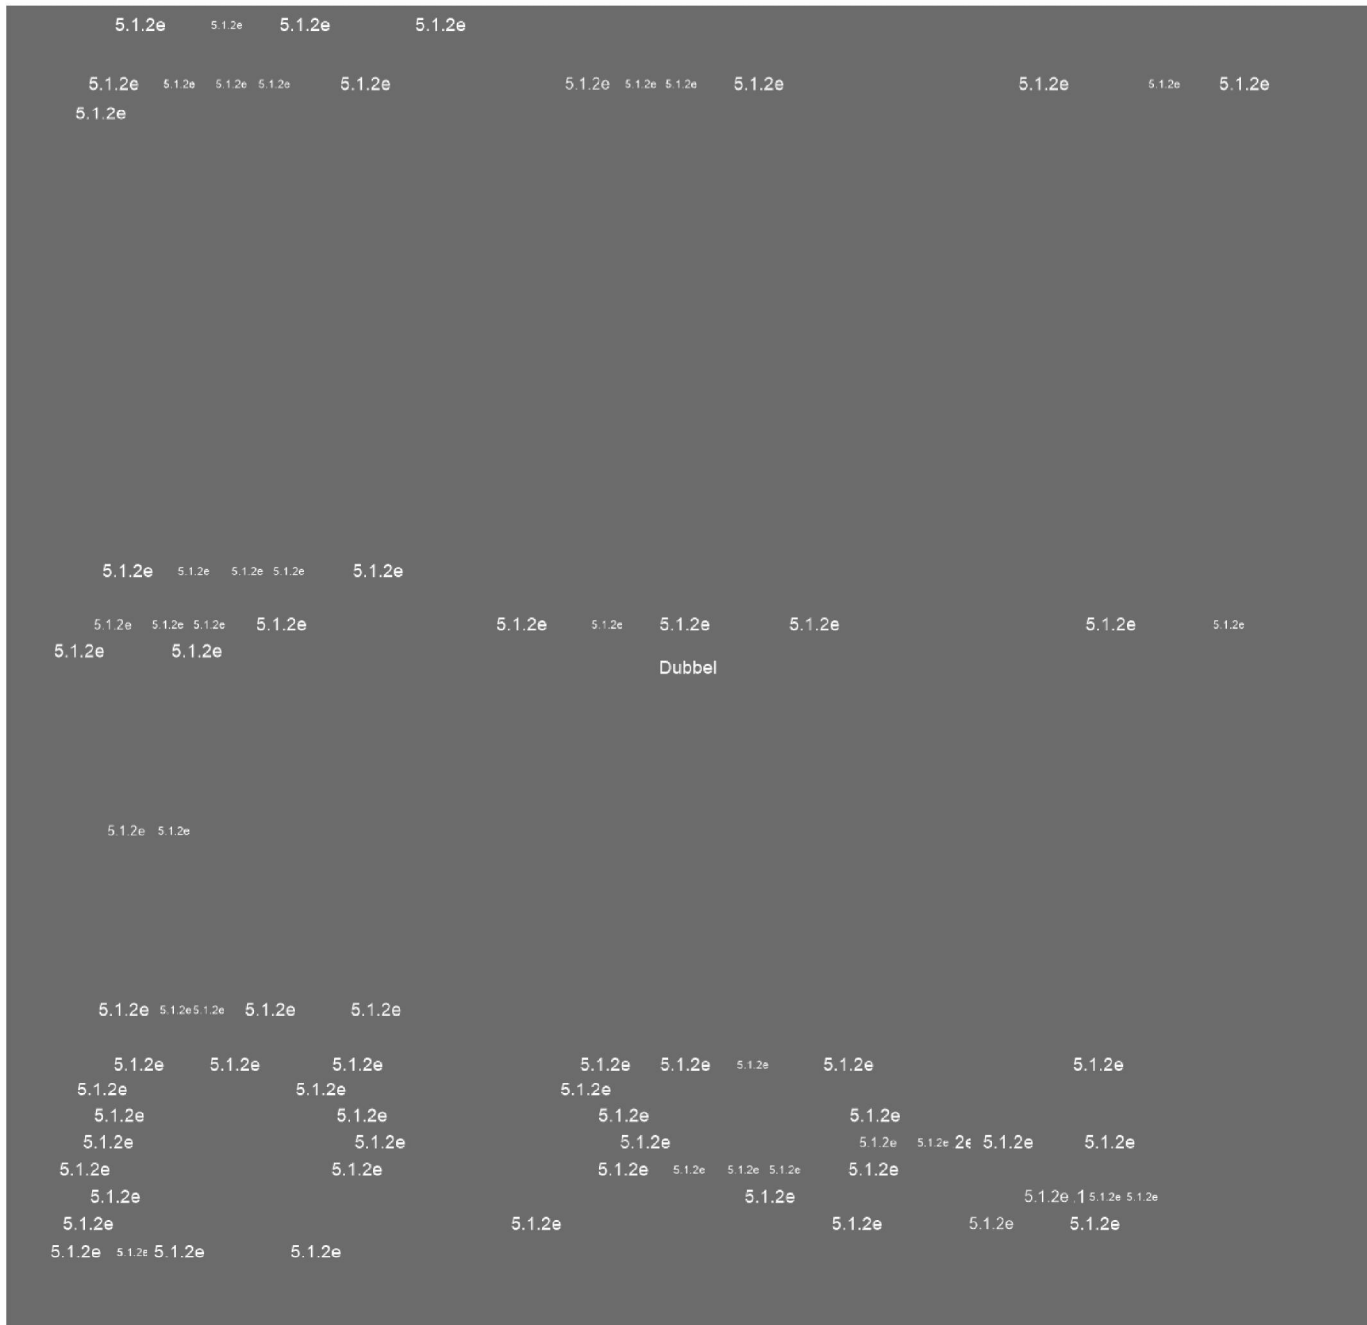 5.1.2e 5.1.2e 5.1.2e 5.1.2e
5.1.2e 5.1.2e 5.1.2e 5.1.2e 5.1.2e 5.1.2e 5.1.2e 5.1.2e 5.1.2e 5.1.2e 5.1.2e 5.1.2e
5.1.2e
5.1.2e 5.1.2e 5.1.2e 5.1.2e 5.1.2e
5.1.2e 5.1.2e 5.1.2e 5.1.2e 5.1.2e 5.1.2e 5.1.2e 5.1.2e 5.1.2e 5.1.2e
5.1.2e 5.1.2e
Dubbel
5.1.2e 5.1.2e
5.1.2e 5.1.2e 5.1.2e 5.1.2e 5.1.2e
5.1.2e 5.1.2e 5.1.2e 5.1.2e 5.1.2e 5.1.2e 5.1.2e 5.1.2e
5.1.2e 5.1.2e 5.1.2e
5.1.2e 5.1.2e 5.1.2e 5.1.2e
5.1.2e 5.1.2e 5.1.2e 5.1.2e 5.1.2e 2e 5.1.2e 5.1.2e
5.1.2e 5.1.2e 5.1.2e 5.1.2e 5.1.2e 5.1.2e 5.1.2e
5.1.2e 5.1.2e 5.1.2e .1 5.1.2e 5.1.2e
5.1.2e 5.1.2e 5.1.2e 5.1.2e 5.1.2e
5.1.2e 5.1.2e 5.1.2e 5.1.2e